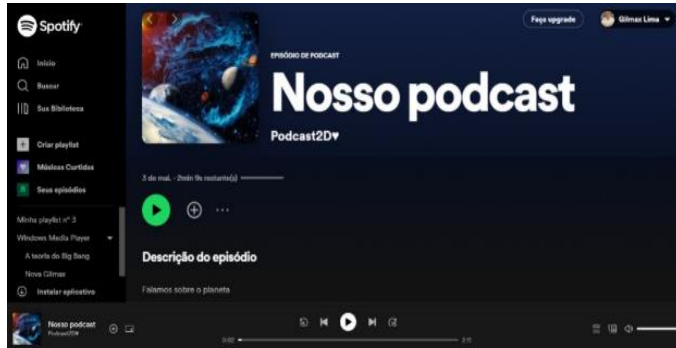 Spotify
Início
Buscar
Sua Biblioteca
Criar playlist
Músicas Curtidas
Seus episódios
Minha playlist nº 3
Windows Media Player
A teoria do Big Bang
Nova Gilmax
Instalar aplicativo
Faça upgrade
Gilmax Lima
EPISÓDIO DE PODCAST
Nosso podcast
Podcast2D♥
3 de mai. · 2min 9s restante(s)
Descrição do episódio
Falamos sobre o planeta
Nosso podcast
Podcast2D♥
0:02
2:11